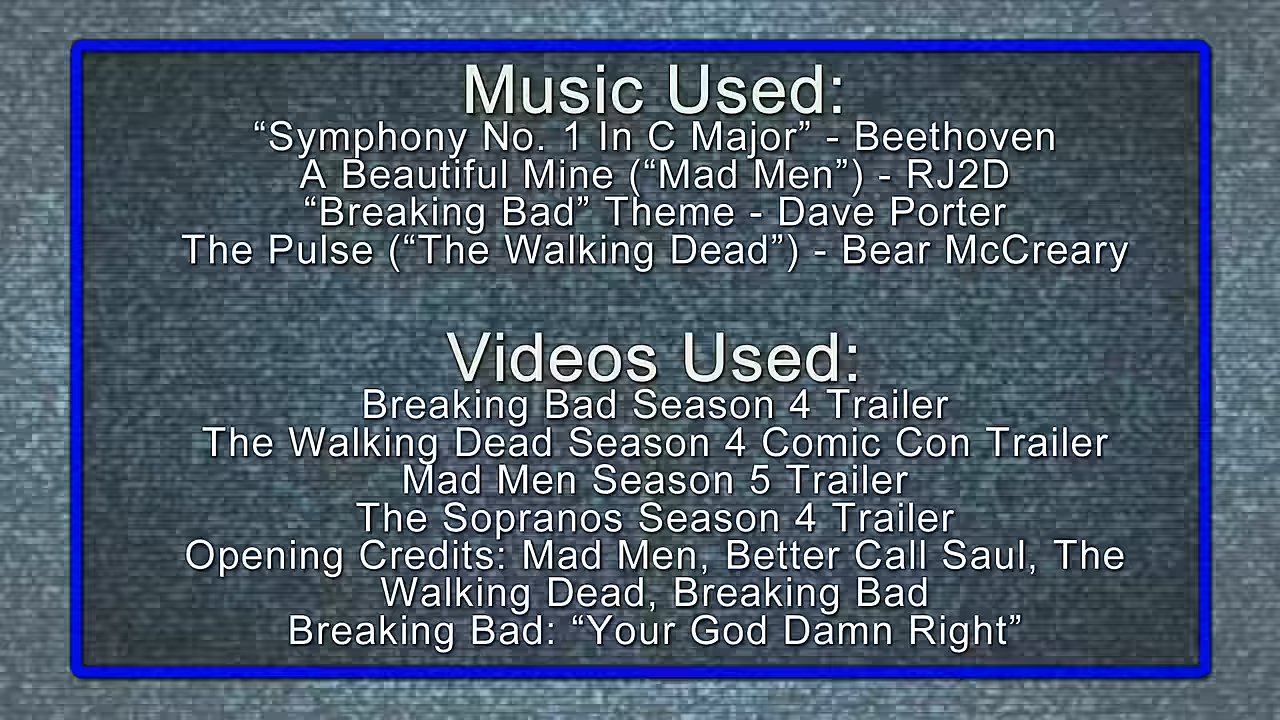 Music Used:
“Symphony No. 1 In C Major” - Beethoven
A Beautiful Mine (“Mad Men”) - RJ2D
“Breaking Bad” Theme - Dave Porter
The Pulse (“The Walking Dead”) - Bear McCreary
Videos Used:
Breaking Bad Season 4 Trailer
The Walking Dead Season 4 Comic Con Trailer
Mad Men Season 5 Trailer
The Sopranos Season 4 Trailer
Opening Credits: Mad Men, Better Call Saul, The
Walking Dead, Breaking Bad
Breaking Bad: “Your God Damn Right”